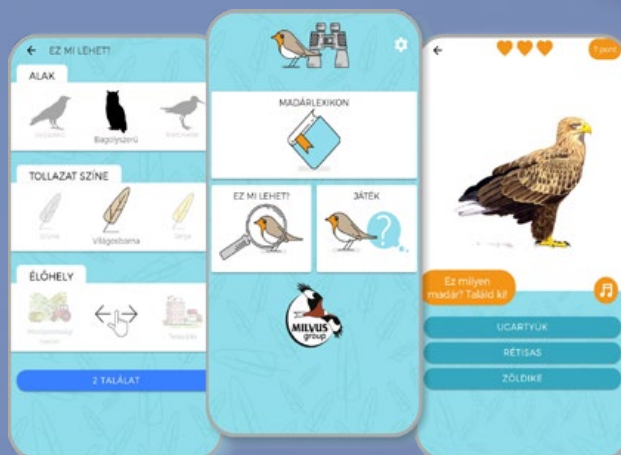 EZ MI LEHET?
ALAK
Bagolyszerű
TOLLAZAT SZÍNE
Világosbarna
ÉLŐHELY
2 TALÁLAT
MADÁRLEXIKON
EZ MI LEHET?
JÁTÉK
MILVUS
group
Ez milyen
madár? Találd ki!
UGARTYÚK
RÉTISAS
ZÖLDIKE